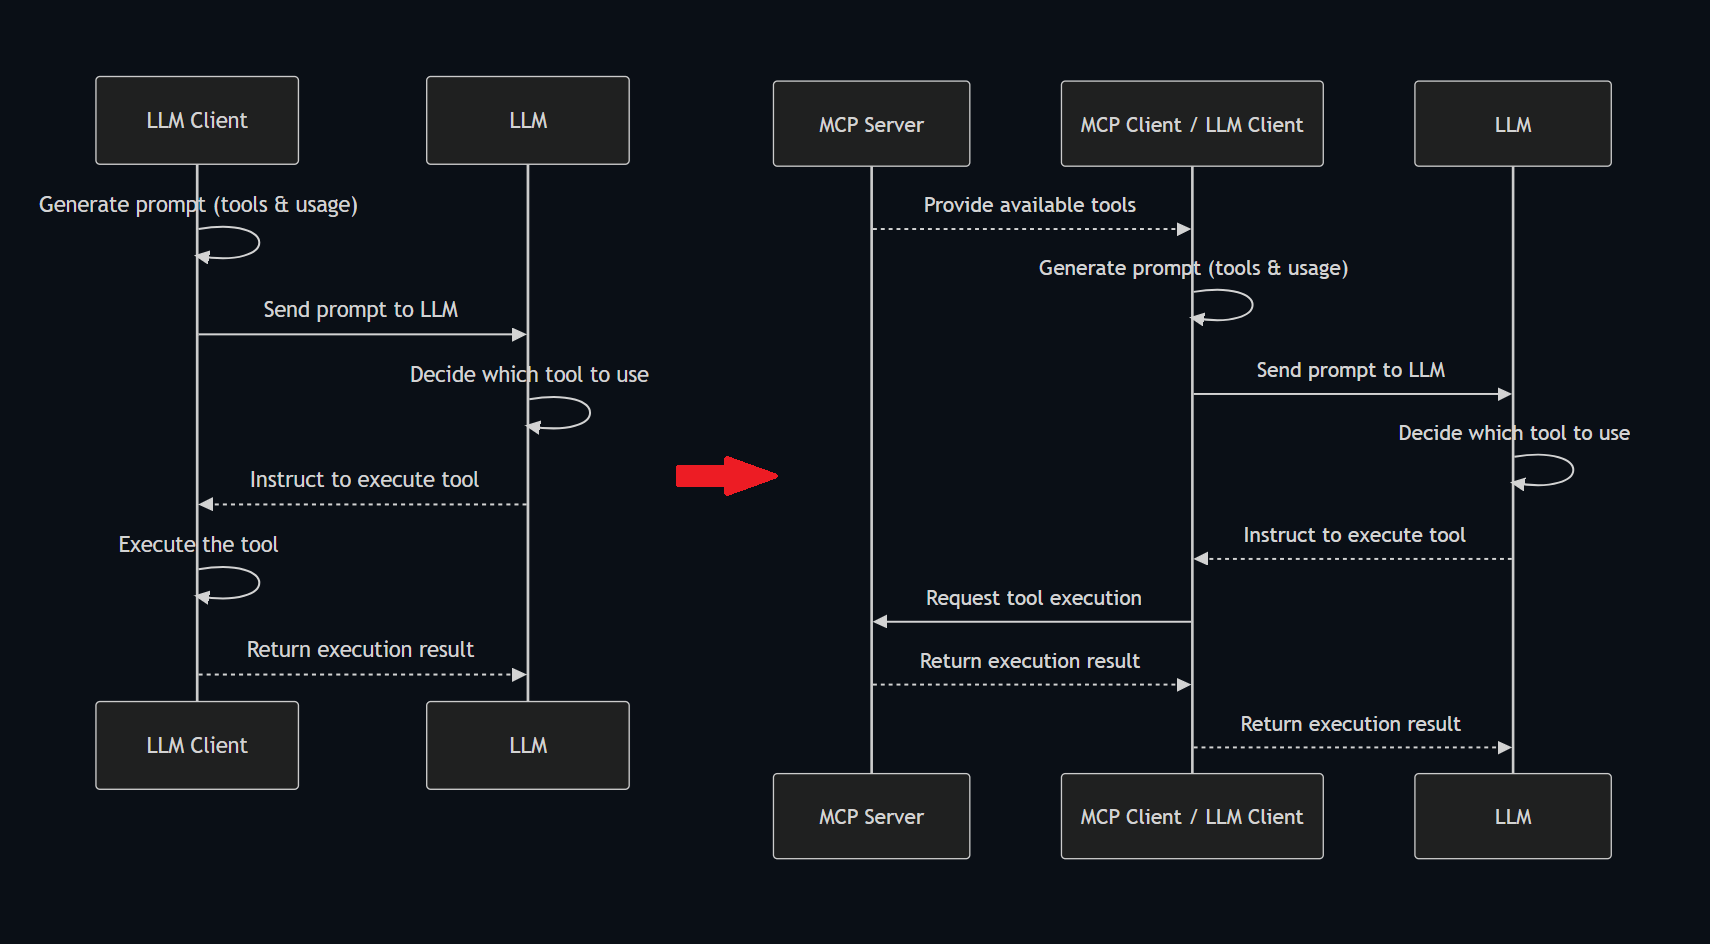 LLM Client
LLM
Generate prompt (tools & usage)
Send prompt to LLM
Decide which tool to use
Instruct to execute tool
Execute the tool
Return execution result
LLM Client
LLM
MCP Server
MCP Client / LLM Client
LLM
Provide available tools
Generate prompt (tools & usage)
Send prompt to LLM
Decide which tool to use
Instruct to execute tool
Request tool execution
Return execution result
Return execution result
MCP Server
MCP Client / LLM Client
LLM